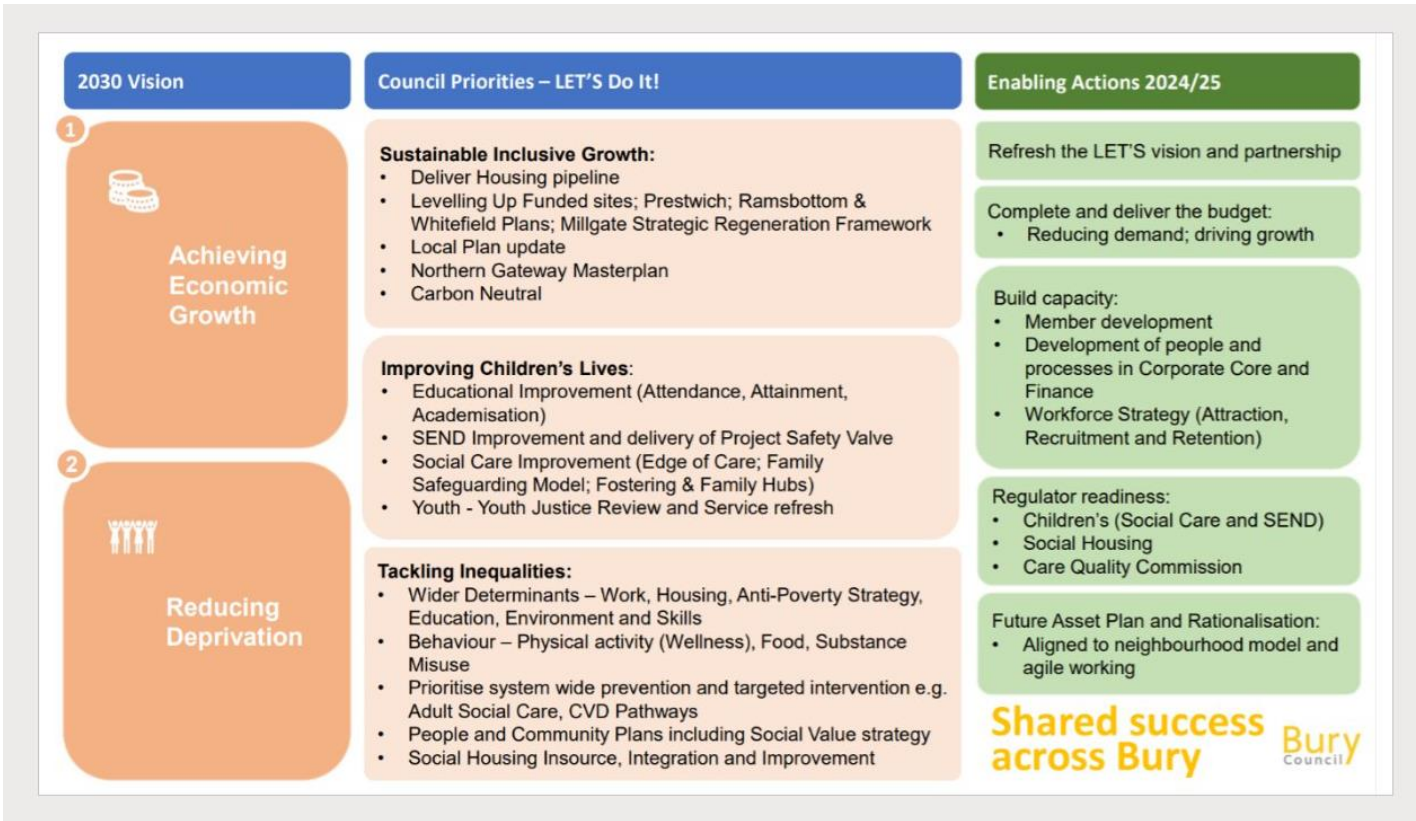 2030 Vision
1
Achieving
Economic
Growth
2
Reducing
Deprivation
Council Priorities – LET'S Do It!
Sustainable Inclusive Growth:
• Deliver Housing pipeline
• Levelling Up Funded sites; Prestwich; Ramsbottom &
Whitefield Plans; Millgate Strategic Regeneration Framework
• Local Plan update
• Northern Gateway Masterplan
• Carbon Neutral
Improving Children's Lives:
• Educational Improvement (Attendance, Attainment,
Academisation)
• SEND Improvement and delivery of Project Safety Valve
• Social Care Improvement (Edge of Care; Family
Safeguarding Model; Fostering & Family Hubs)
• Youth - Youth Justice Review and Service refresh
Tackling Inequalities:
• Wider Determinants – Work, Housing, Anti-Poverty Strategy,
Education, Environment and Skills
• Behaviour – Physical activity (Wellness), Food, Substance
Misuse
• Prioritise system wide prevention and targeted intervention e.g.
Adult Social Care, CVD Pathways
• People and Community Plans including Social Value strategy
• Social Housing Insource, Integration and Improvement
Enabling Actions 2024/25
Refresh the LET'S vision and partnership
Complete and deliver the budget:
• Reducing demand; driving growth
Build capacity:
• Member development
• Development of people and
processes in Corporate Core and
Finance
• Workforce Strategy (Attraction,
Recruitment and Retention)
Regulator readiness:
• Children's (Social Care and SEND)
• Social Housing
• Care Quality Commission
Future Asset Plan and Rationalisation:
• Aligned to neighbourhood model and
agile working
Shared success
across Bury
Bury
Council